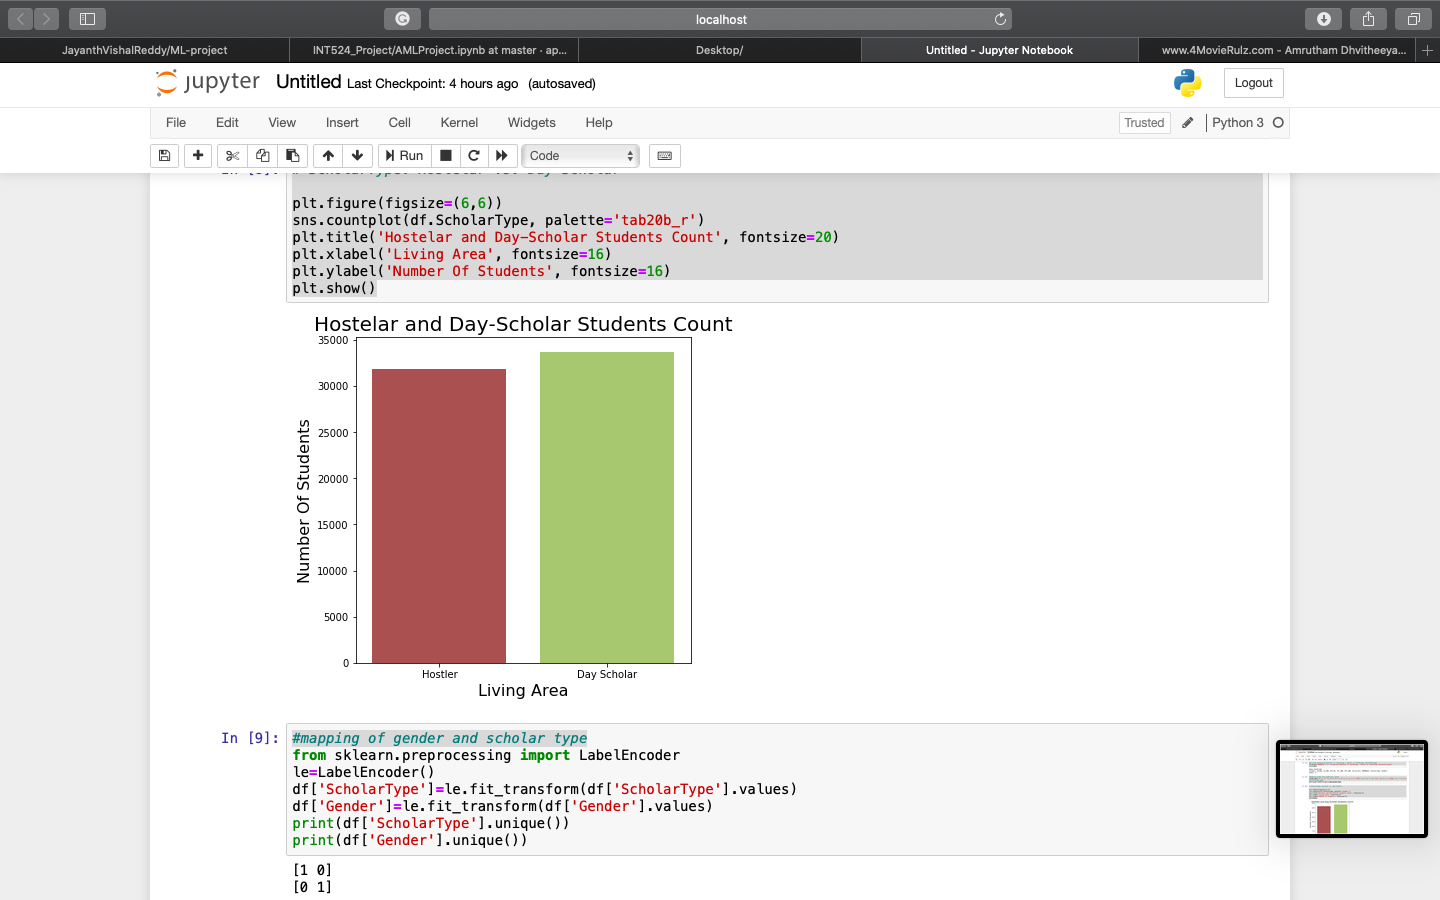 localhost
JayanthVishalReddy/ML-project
INT524_Project/AMLProject.ipynb at master · ap...
Desktop/
Untitled - Jupyter Notebook
www.4MovieRulz.com - Amrutham Dhvitheeya...
jupyter Untitled Last Checkpoint: 4 hours ago (autosaved)
Logout
File Edit View Insert Cell Kernel Widgets Help
Trusted
Python 3
Run
Code
plt.figure(figsize=(6,6))
sns.countplot(df.ScholarType, palette='tab20b_r')
plt.title('Hostelar and Day-Scholar Students Count', fontsize=20)
plt.xlabel('Living Area', fontsize=16)
plt.ylabel('Number Of Students', fontsize=16)
plt.show()
Hostelar and Day-Scholar Students Count
35000
30000
25000
20000
15000
10000
5000
0
Number Of Students
Hostler Day Scholar
Living Area
In [9]:
#mapping of gender and scholar type
from sklearn.preprocessing import LabelEncoder
le=LabelEncoder()
df['ScholarType']=le.fit_transform(df['ScholarType'].values)
df['Gender']=le.fit_transform(df['Gender'].values)
print(df['ScholarType'].unique())
print(df['Gender'].unique())
[1 0]
[0 1]